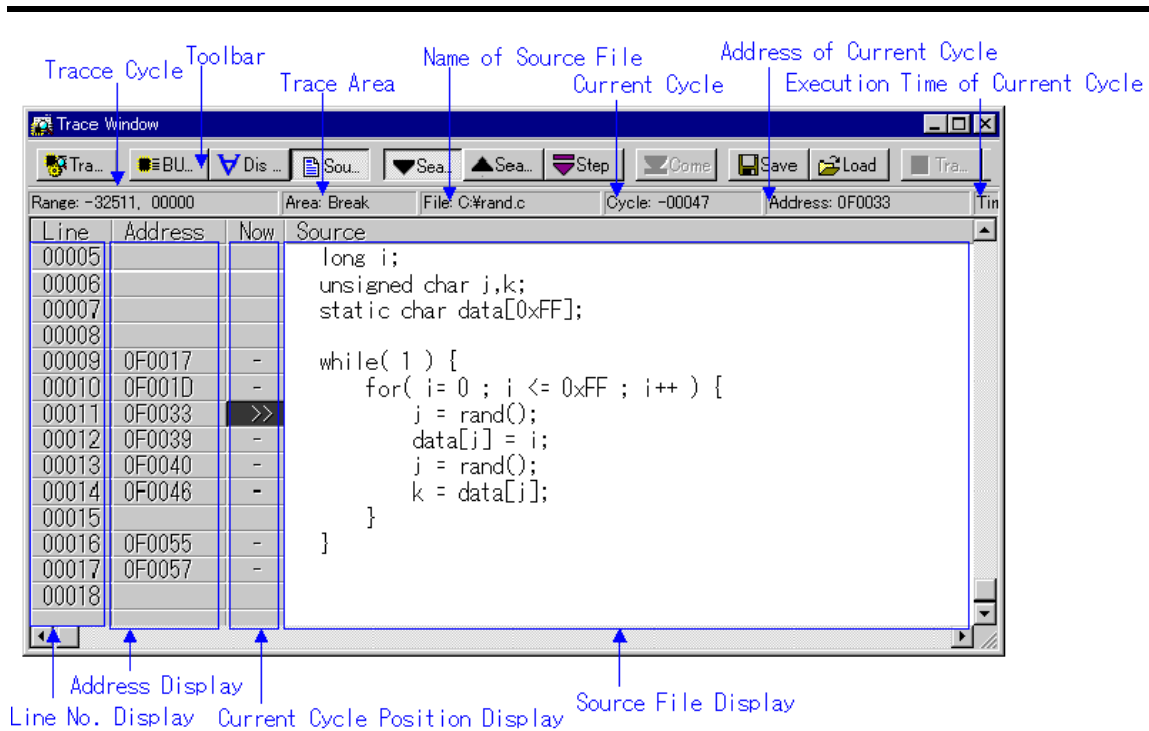 Toolbar
Name of Source File
Address of Current Cycle
Tracce Cycle
Trace Area
Current Cycle
Execution Time of Current Cycle
Trace Window
Tra... BU... Dis ... Sou... Sea... Sea... Step Come Save Load Tra...
Range: -32511, 00000 Area: Break File: C:¥rand.c Cycle: -00047 Address: 0F0033 Tim
Line Address Now Source
00005 long i;
00006 unsigned char j,k;
00007 static char data[0xFF];
00008
00009 0F0017 - while( 1 ) {
00010 0F001D - for( i= 0 ; i <= 0xFF ; i++ ) {
00011 0F0033 >> j = rand();
00012 0F0039 - data[j] = i;
00013 0F0040 - j = rand();
00014 0F0046 - k = data[j];
00015 }
00016 0F0055 - }
00017 0F0057 -
00018
Address Display
Line No. Display
Current Cycle Position Display
Source File Display